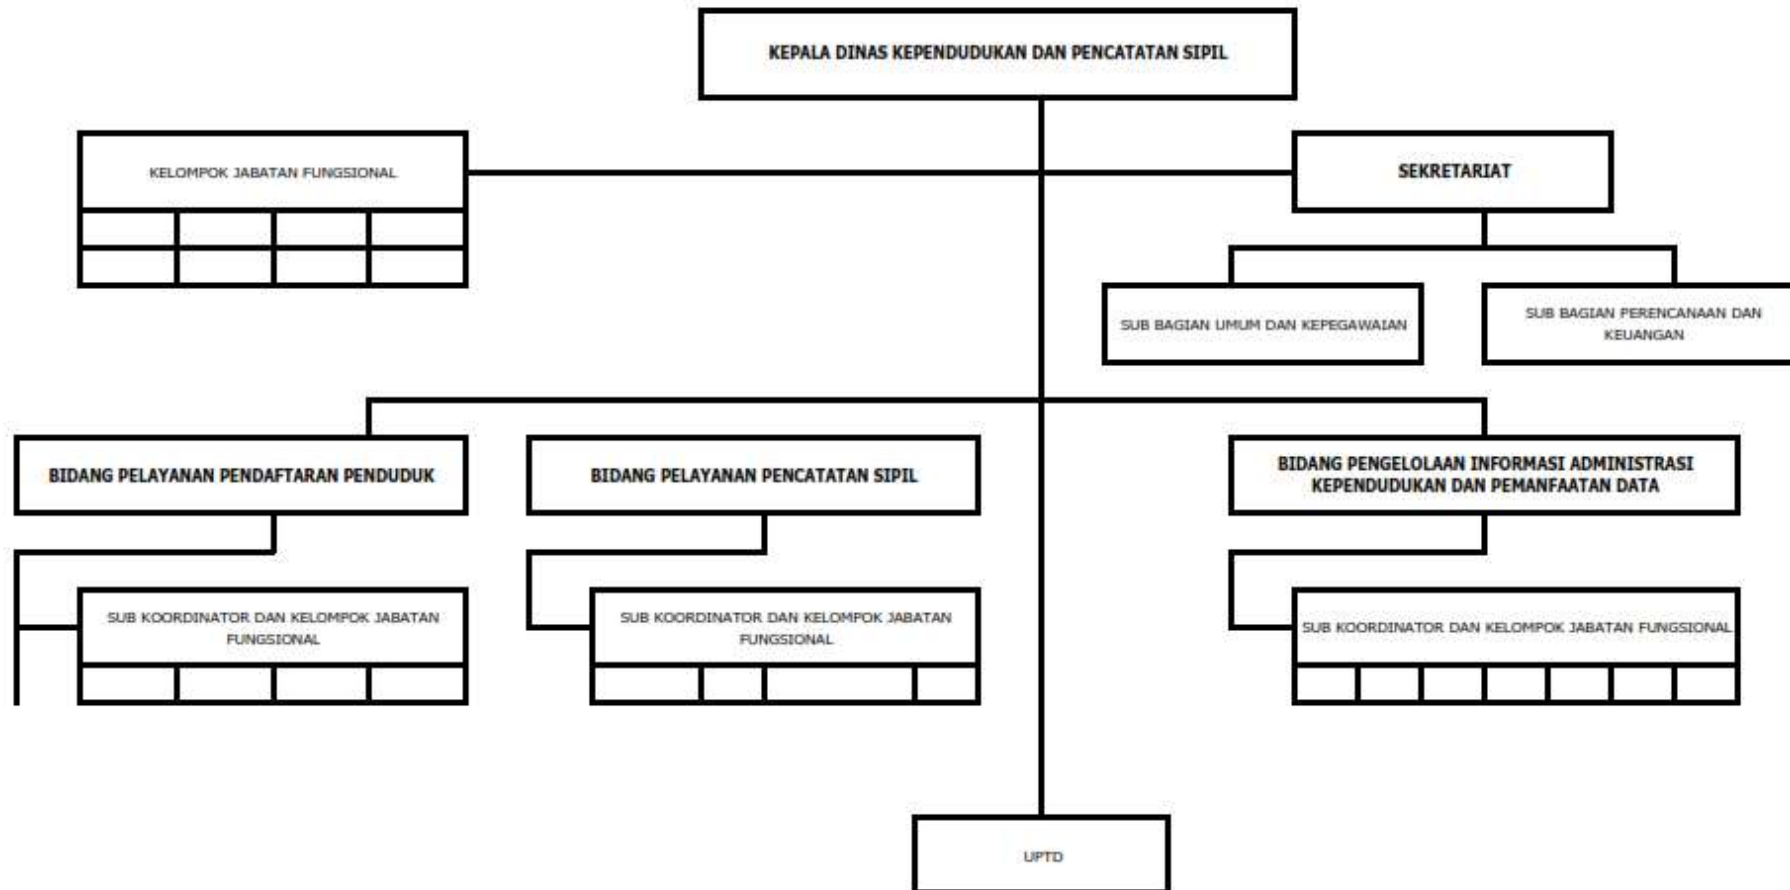 KEPALA DINAS KEPENDUDUKAN DAN PENCATATAN SIPIL
KELOMPOK JABATAN FUNGSIONAL
SEKRETARIAT
SUB BAGIAN UMUM DAN KEPEGAWAIAN
SUB BAGIAN PERENCANAAN DAN
KEUANGAN
BIDANG PELAYANAN PENDAFTARAN PENDUDUK
BIDANG PELAYANAN PENCATATAN SIPIL
BIDANG PENGELOLAAN INFORMASI ADMINISTRASI
KEPENDUDUKAN DAN PEMANFAATAN DATA
SUB KOORDINATOR DAN KELOMPOK JABATAN
FUNGSIONAL
SUB KOORDINATOR DAN KELOMPOK JABATAN
FUNGSIONAL
SUB KOORDINATOR DAN KELOMPOK JABATAN FUNGSIONAL
UPTD